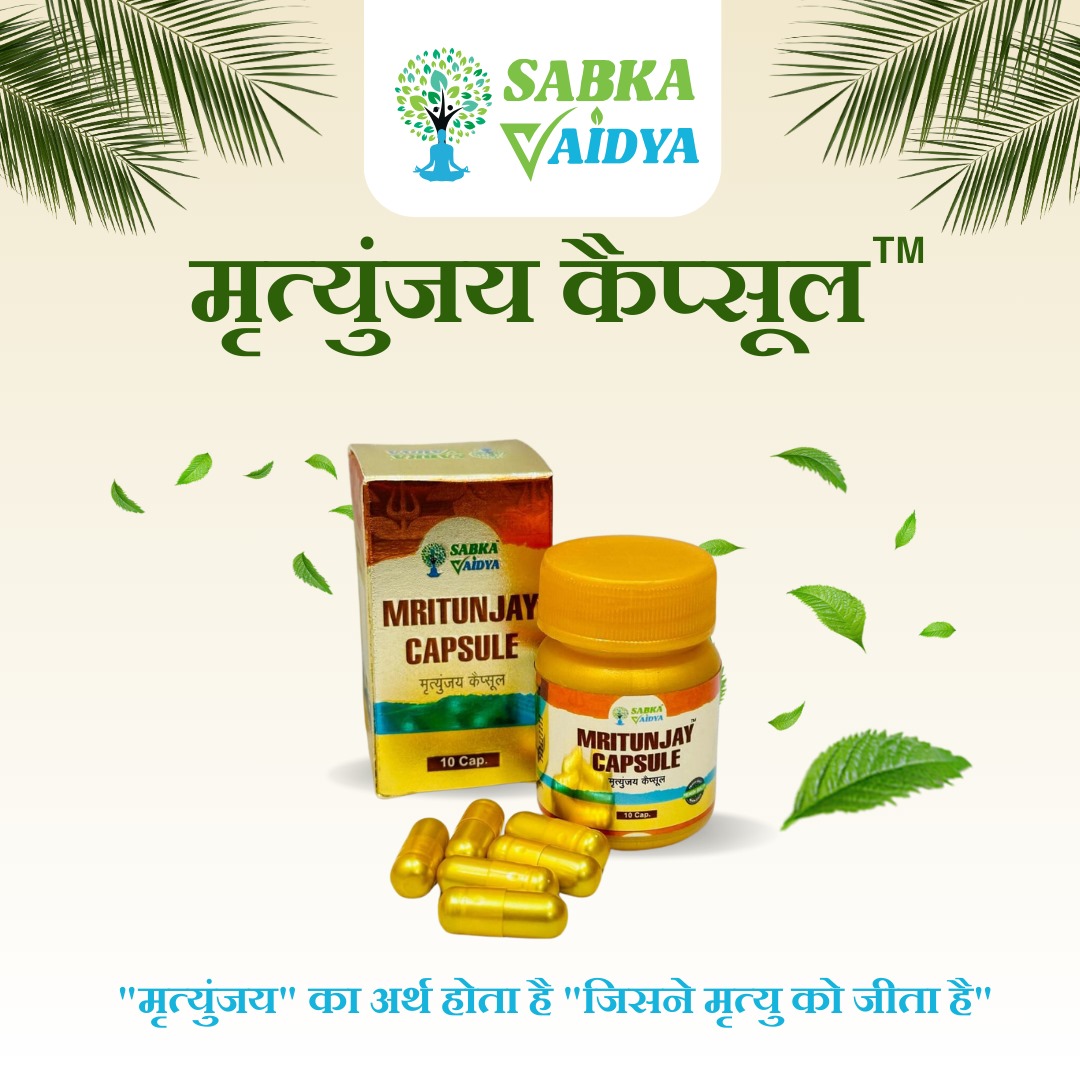 SABKA
VAIDYA
मृत्युंजय कैप्सूल™
SABKA
VAIDYA
MRITUNJAY
CAPSULE
मृत्युंजय कैप्सूल
10 Cap.
SABKA
VAIDYA
MRITUNJAY™
CAPSULE
मृत्युंजय कैप्सूल
10 Cap.
"मृत्युंजय" का अर्थ होता है "जिसने मृत्यु को जीता है"